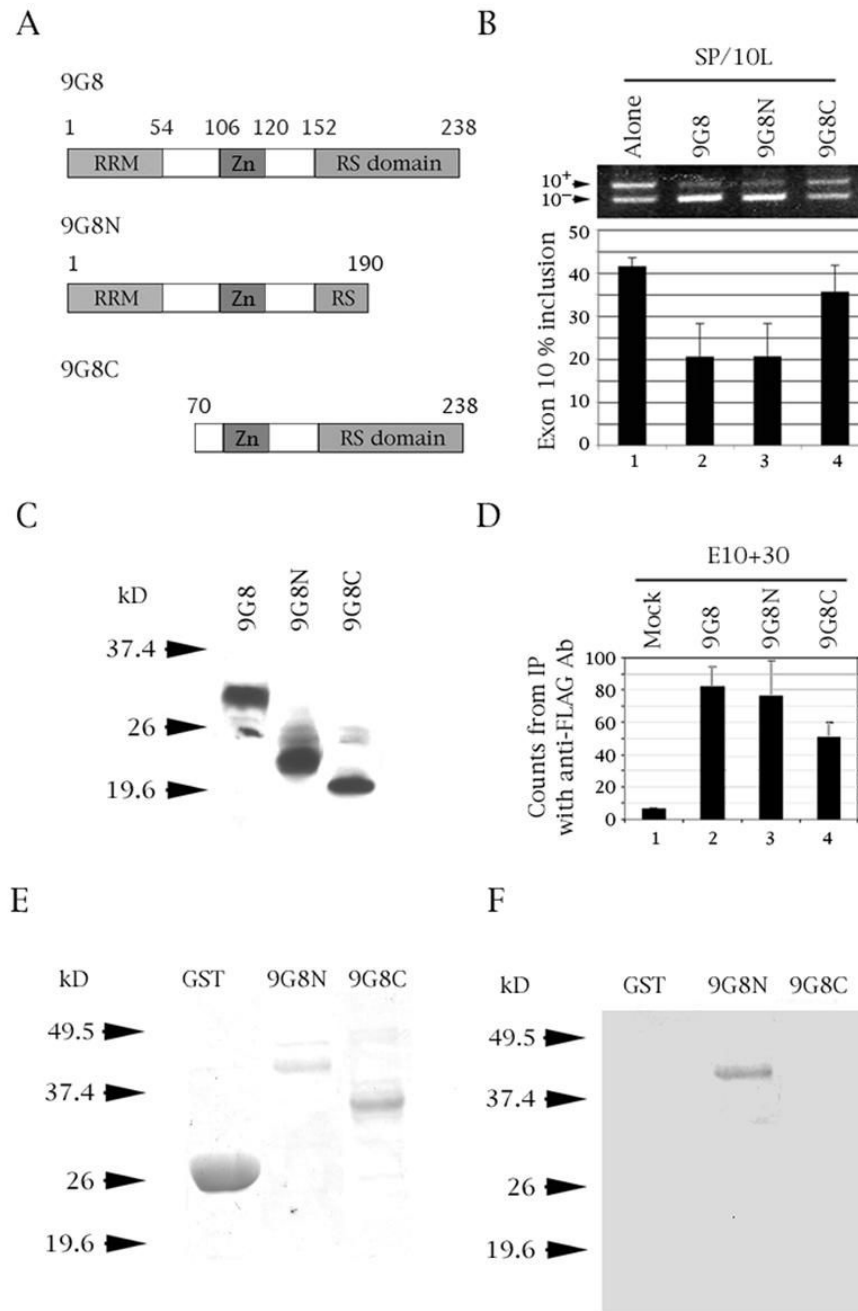 A
9G8
1 54 106 120 152 238
RRM Zn RS domain
9G8N
1 190
RRM Zn RS
9G8C
70 238
Zn RS domain
B
SP/10L
Alone 9G8 9G8N 9G8C
10+
10−
Exon 10 % inclusion
50
40
30
20
10
0
1 2 3 4
C
kD 9G8 9G8N 9G8C
37.4
26
19.6
D
E10+30
Mock 9G8 9G8N 9G8C
Counts from IP
with anti-FLAG Ab
100
80
60
40
20
0
1 2 3 4
E
kD GST 9G8N 9G8C
49.5
37.4
26
19.6
F
kD GST 9G8N 9G8C
49.5
37.4
26
19.6